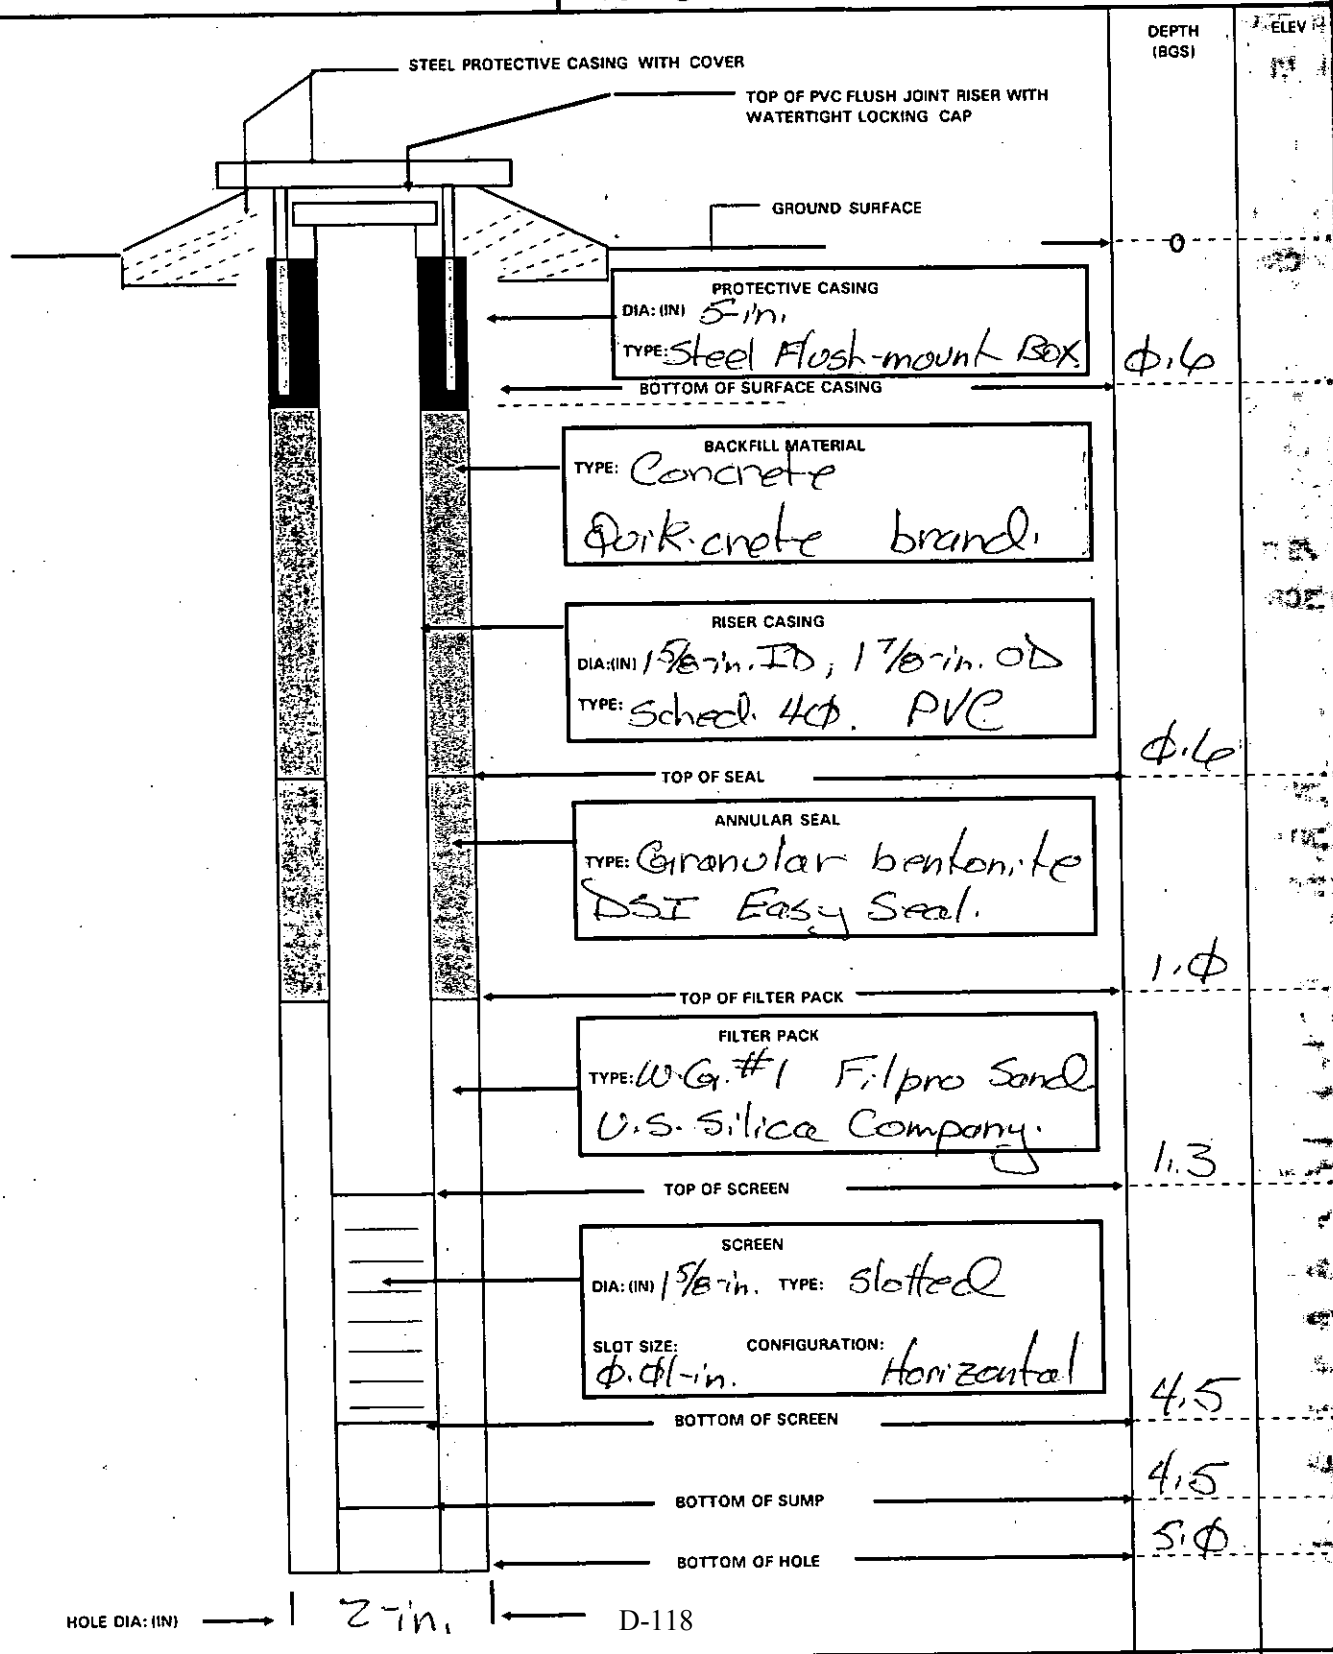 DEPTH
(BGS)
ELEV
STEEL PROTECTIVE CASING WITH COVER
TOP OF PVC FLUSH JOINT RISER WITH
WATERTIGHT LOCKING CAP
GROUND SURFACE
0
PROTECTIVE CASING
DIA: (IN) 5-in.
TYPE: Steel Flush-mount Box.
0.6
BOTTOM OF SURFACE CASING
BACKFILL MATERIAL
TYPE: Concrete
Quik-crete brand.
RISER CASING
DIA:(IN) 1 5/8-in. ID, 1 7/8-in. OD
TYPE: Sched. 40. PVC
0.6
TOP OF SEAL
ANNULAR SEAL
TYPE: Granular bentonite
DSI Easy Seal.
1.0
TOP OF FILTER PACK
FILTER PACK
TYPE: W.G. #1 Filpro Sand
U.S. Silica Company.
1.3
TOP OF SCREEN
SCREEN
DIA: (IN) 1 5/8-in. TYPE: Slotted
SLOT SIZE: CONFIGURATION:
0.01-in. Horizontal
4.5
BOTTOM OF SCREEN
4.5
BOTTOM OF SUMP
5.0
BOTTOM OF HOLE
HOLE DIA: (IN) 2-in. D-118